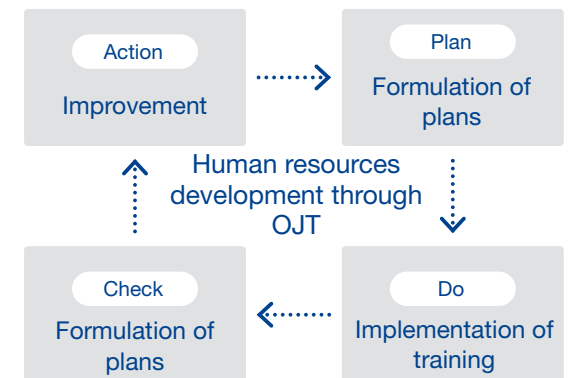 Action
Improvement
Plan
Formulation of
plans
Human resources
development through
OJT
Check
Formulation of
plans
Do
Implementation of
training